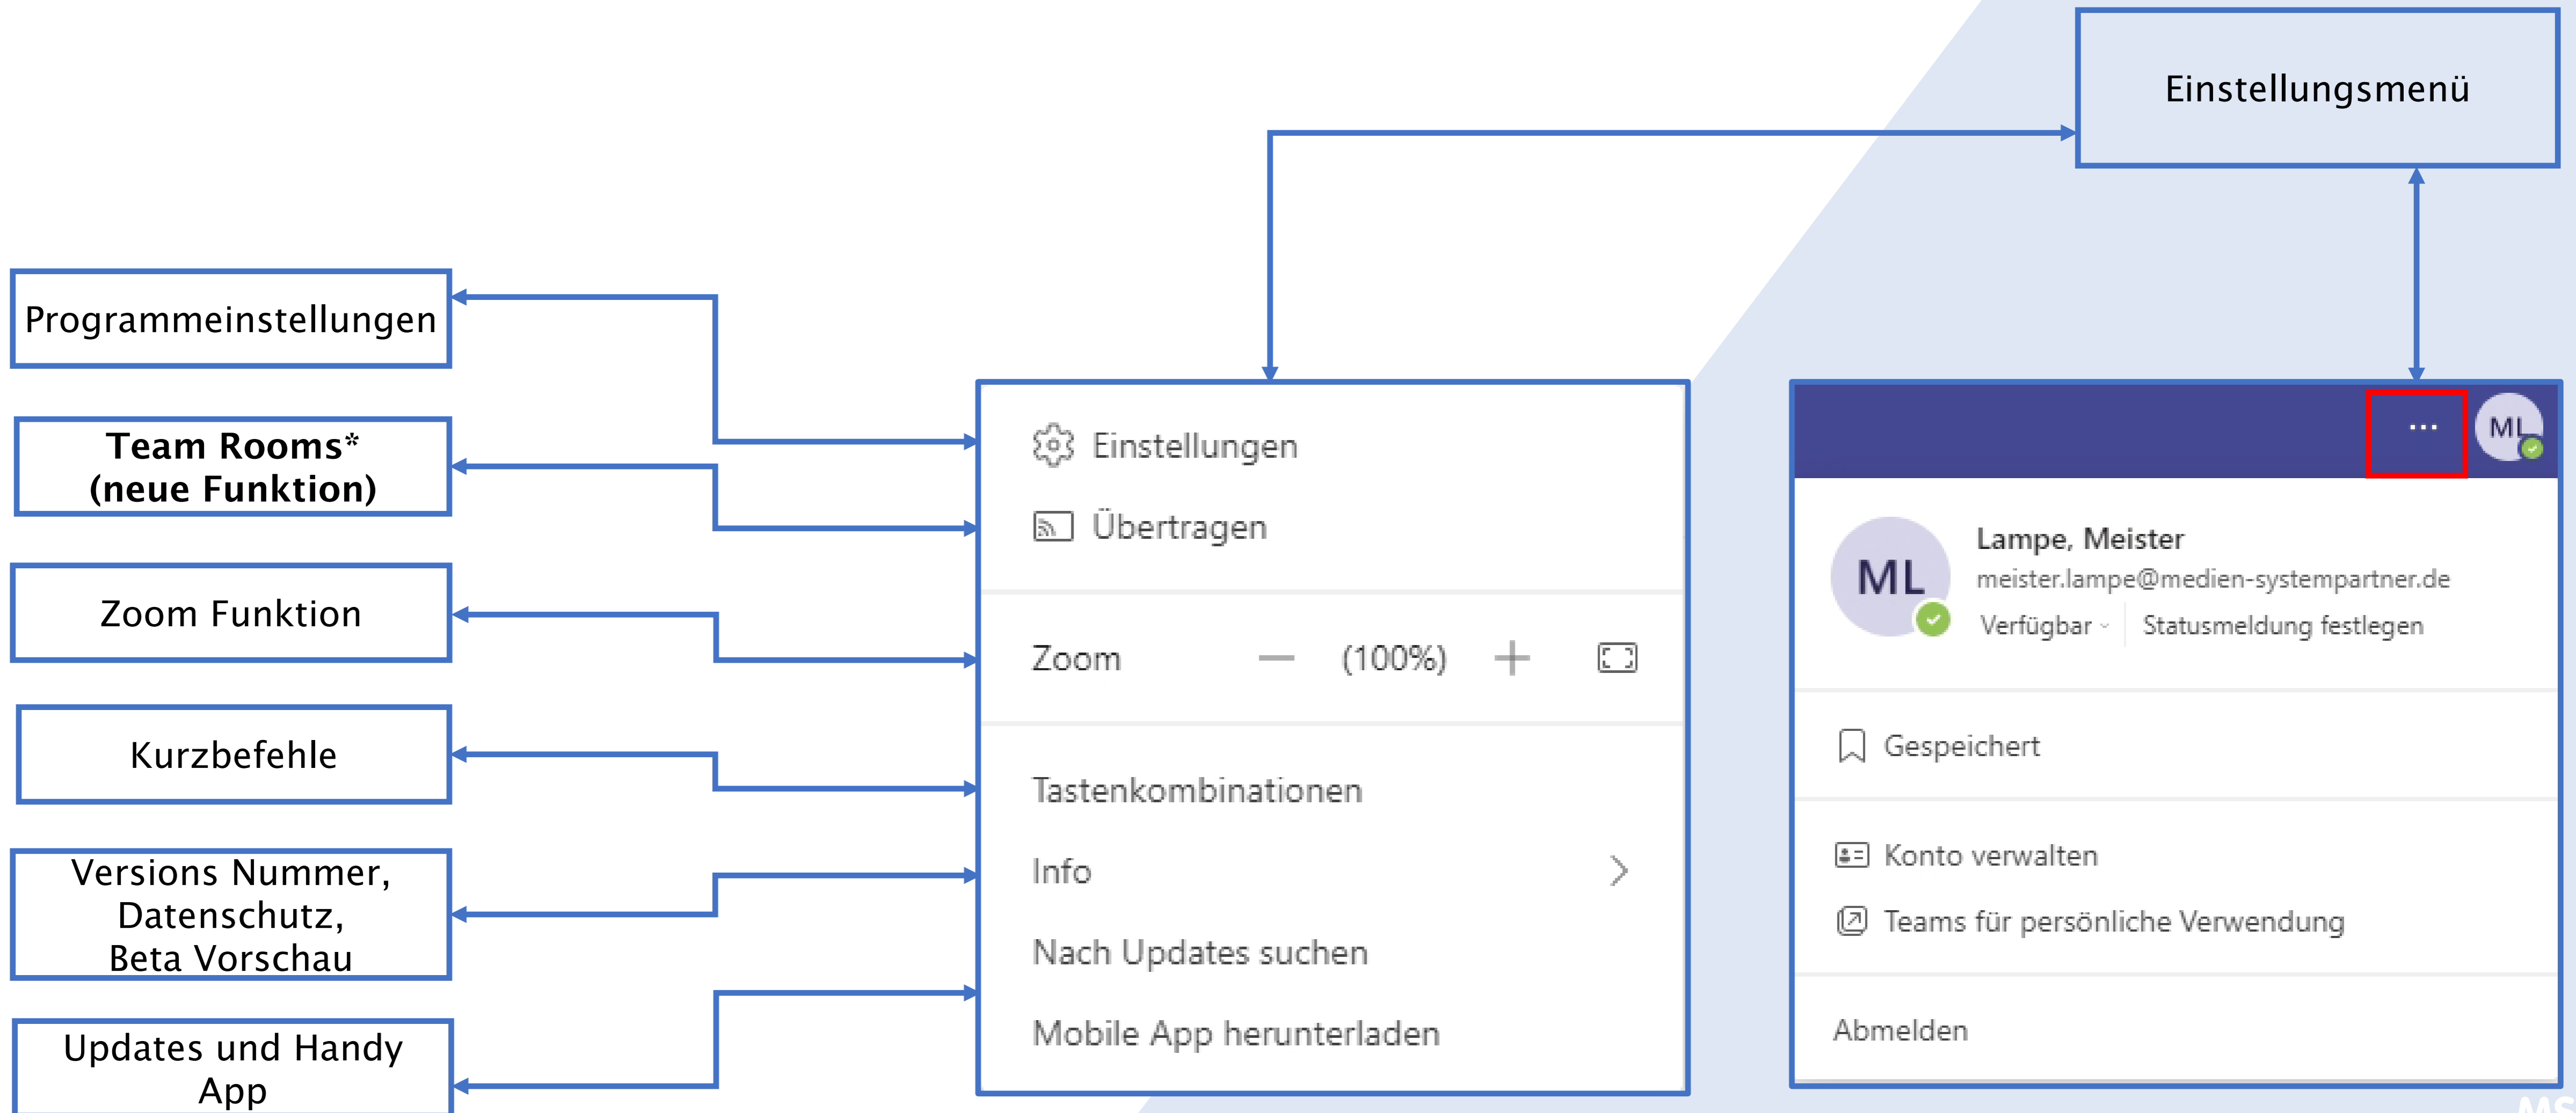 Einstellungsmenü
Programmeinstellungen
Team Rooms*
(neue Funktion)
Zoom Funktion
Kurzbefehle
Versions Nummer,
Datenschutz,
Beta Vorschau
Updates und Handy
App
Einstellungen
Übertragen
Zoom — (100%) +
Tastenkombinationen
Info >
Nach Updates suchen
Mobile App herunterladen
... ML
ML
Lampe, Meister
meister.lampe@medien-systempartner.de
Verfügbar Statusmeldung festlegen
Gespeichert
Konto verwalten
Teams für persönliche Verwendung
Abmelden